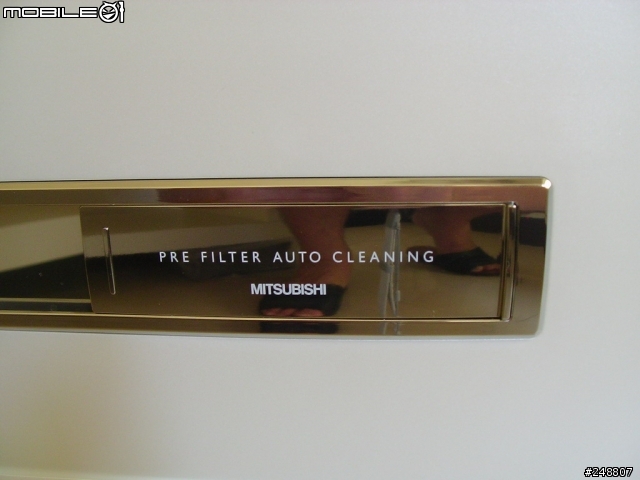 MOBILE01
PRE FILTER AUTO CLEANING
MITSUBISHI
#248807